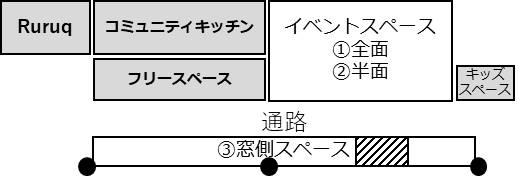 Ruruq
コミュニティキッチン
フリースペース
イベントスペース
①全面
②半面
キッズ
スペース
通路
③窓側スペース